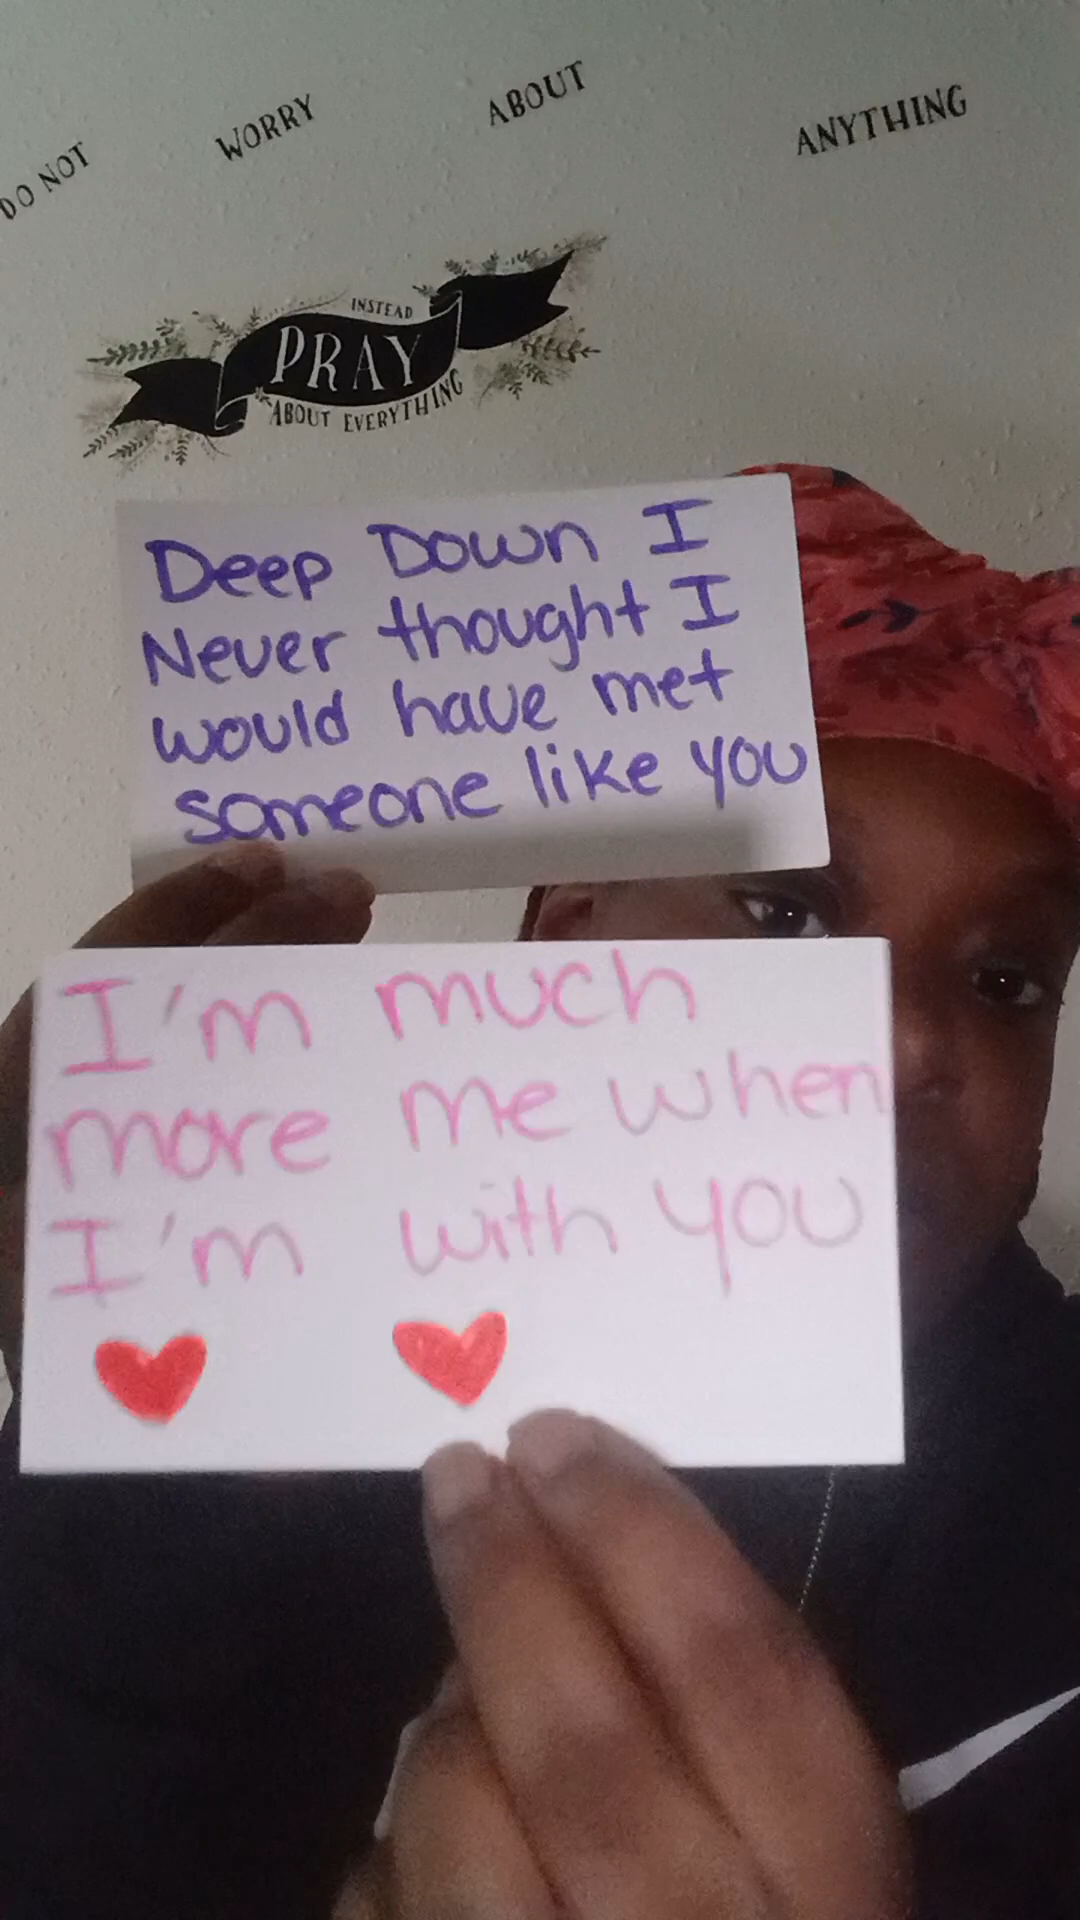 DO NOT WORRY ABOUT ANYTHING
INSTEAD
PRAY
ABOUT EVERYTHING
Deep Down I
Never thought I
would have met
someone like you
I'm much
more me when
I'm with you